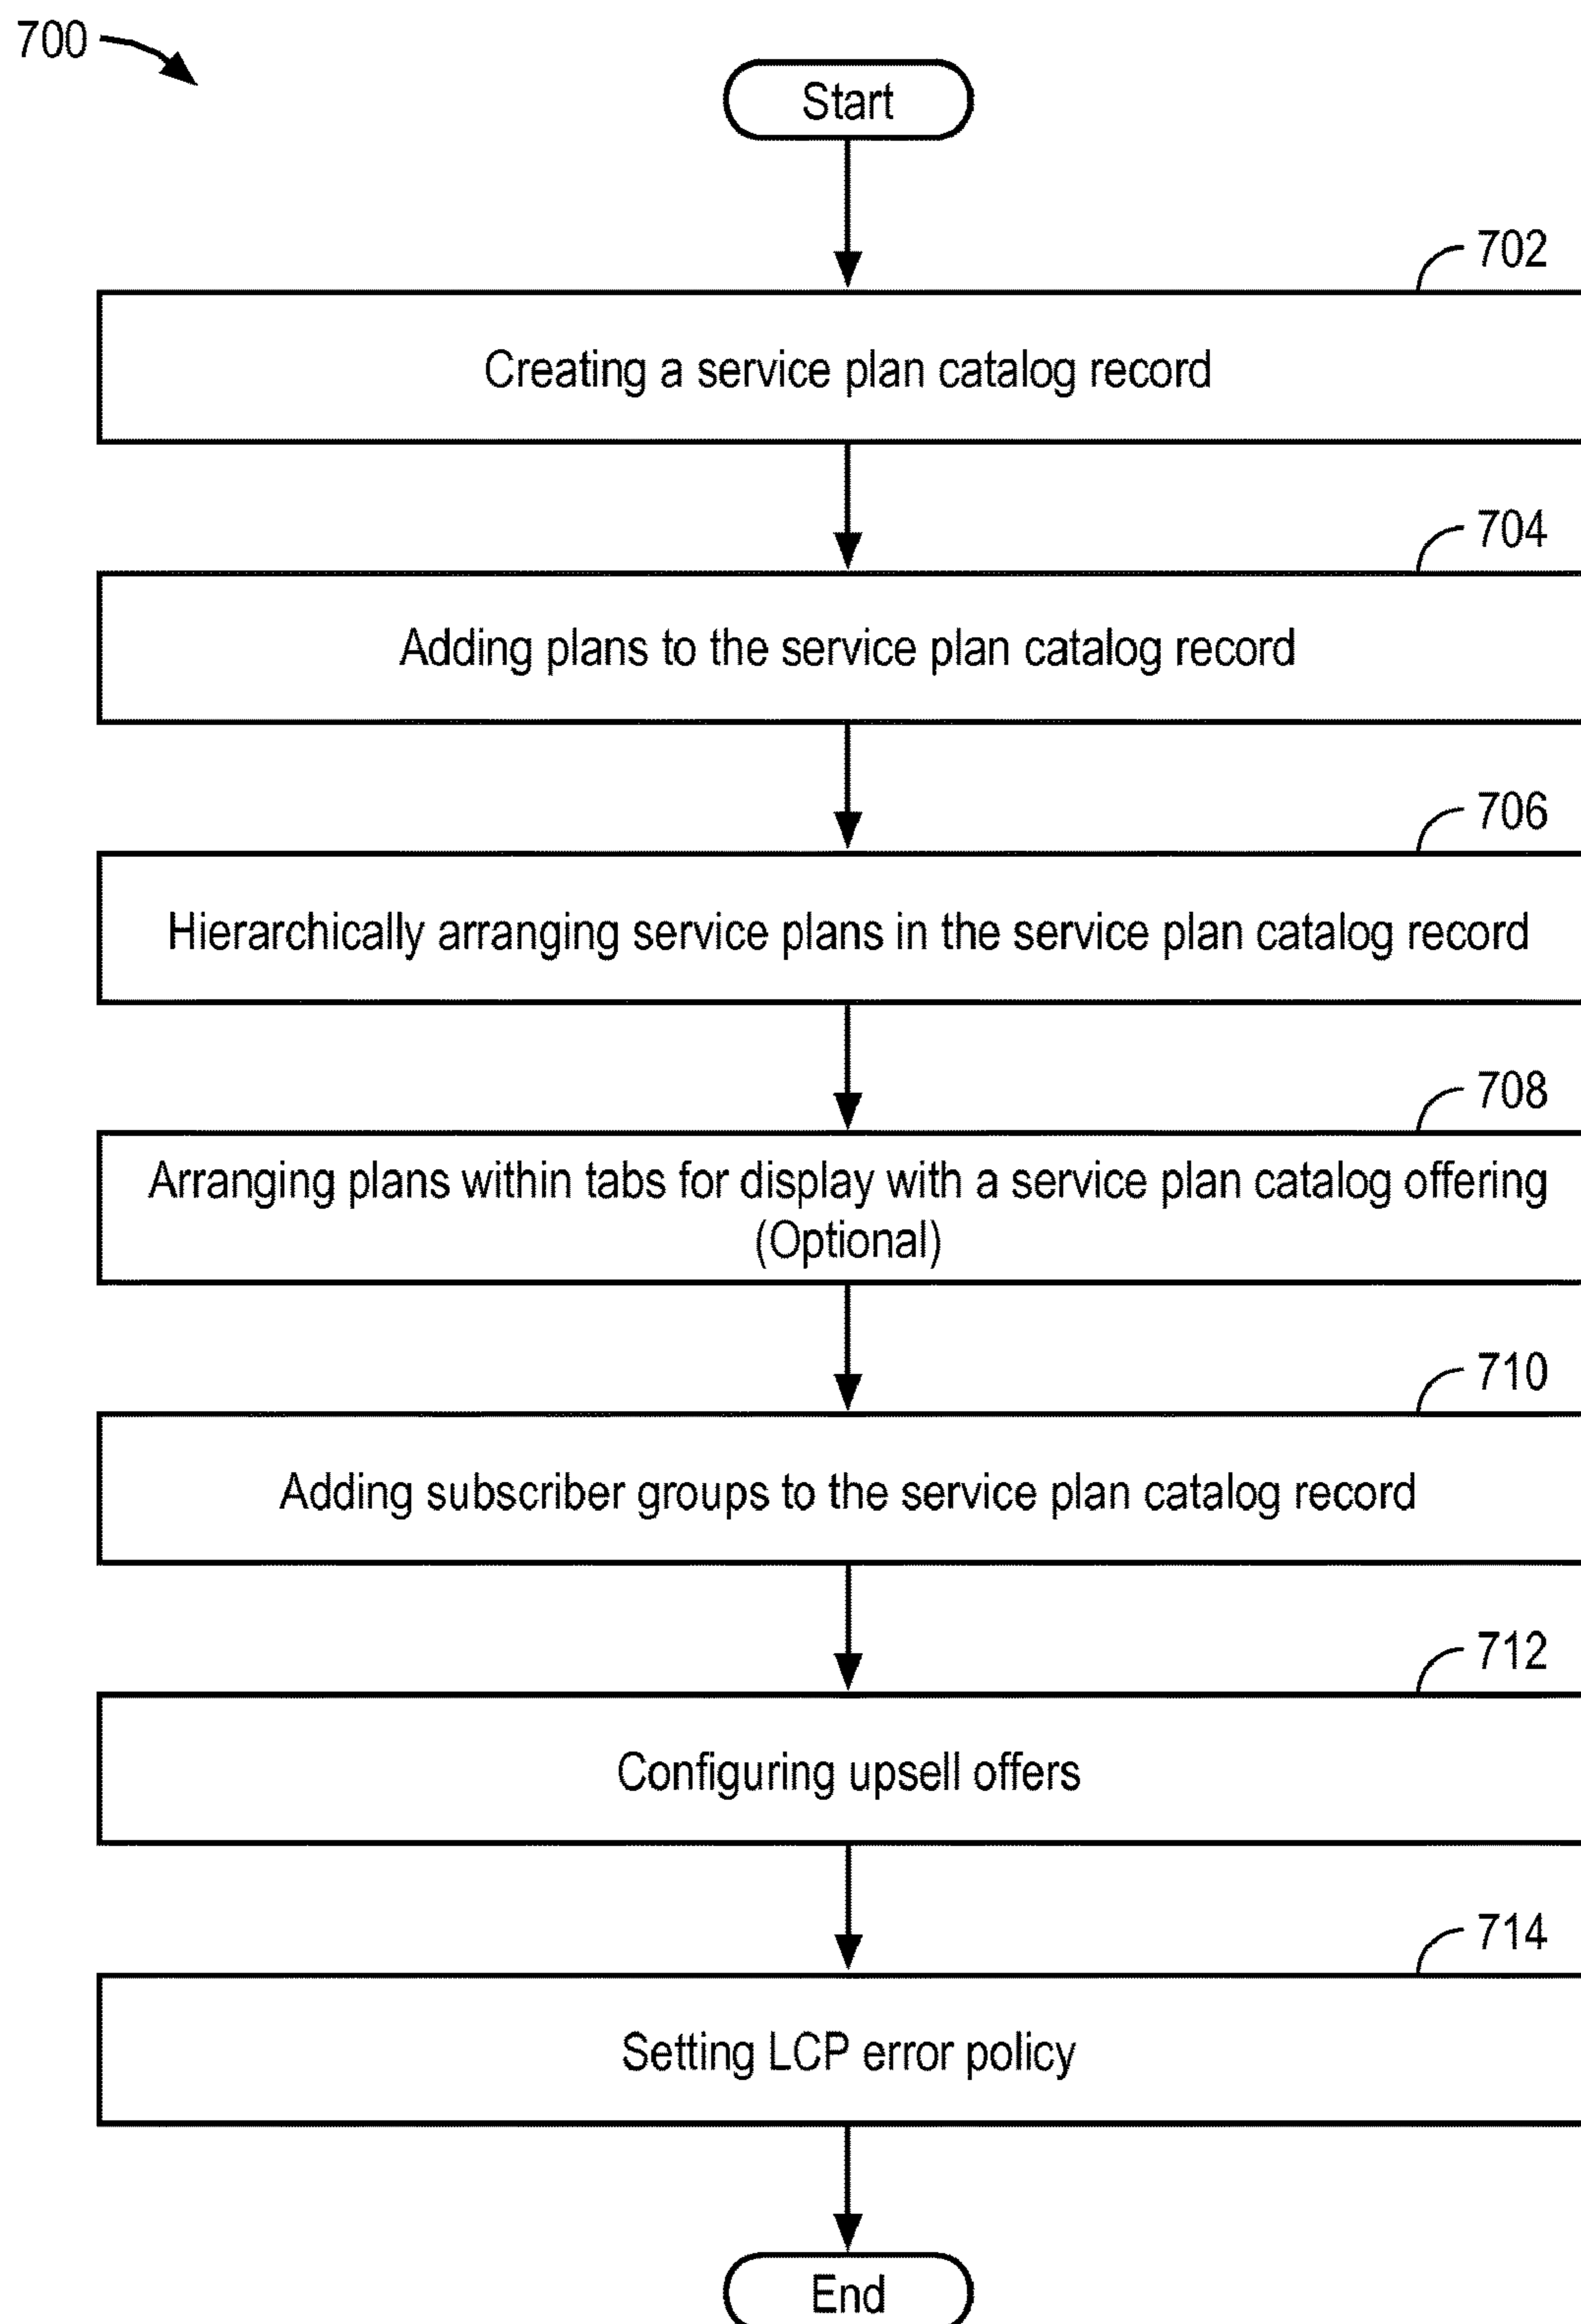 700
Start
702
Creating a service plan catalog record
704
Adding plans to the service plan catalog record
706
Hierarchically arranging service plans in the service plan catalog record
708
Arranging plans within tabs for display with a service plan catalog offering
(Optional)
710
Adding subscriber groups to the service plan catalog record
712
Configuring upsell offers
714
Setting LCP error policy
End